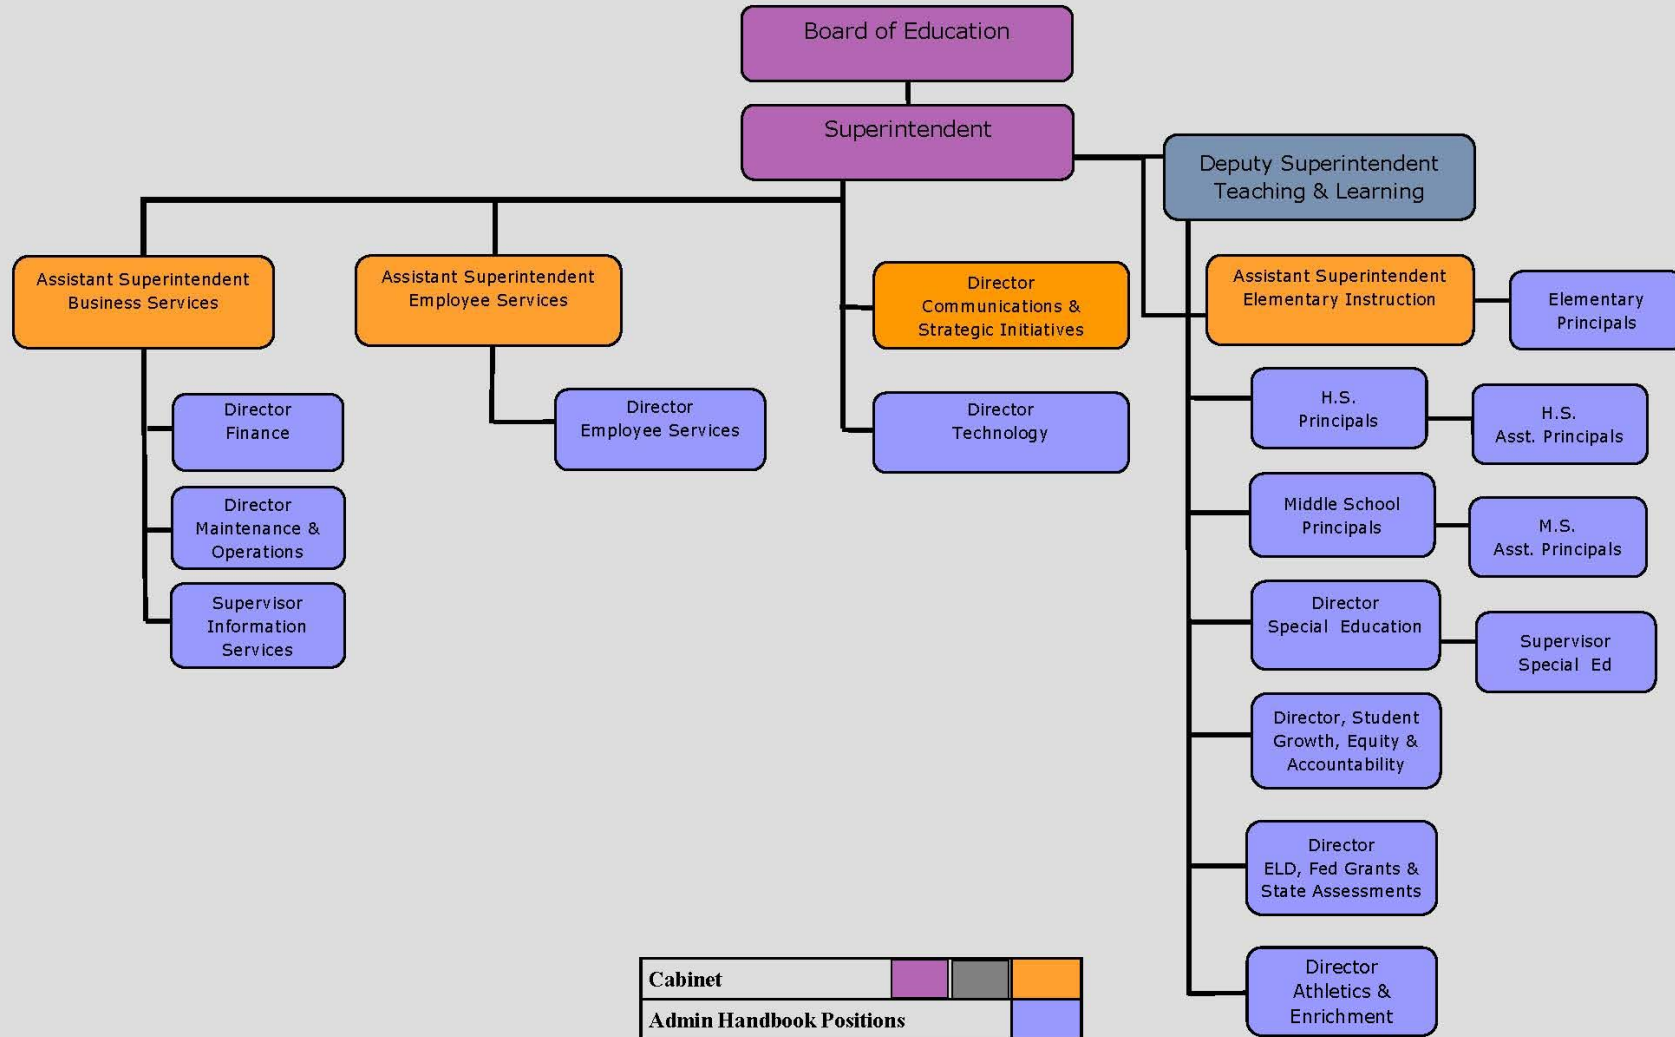 Board of Education
Superintendent
Deputy Superintendent
Teaching & Learning
Assistant Superintendent
Business Services
Assistant Superintendent
Employee Services
Director
Communications &
Strategic Initiatives
Assistant Superintendent
Elementary Instruction
Elementary
Principals
Director
Finance
Director
Employee Services
Director
Technology
H.S.
Principals
H.S.
Asst. Principals
Director
Maintenance &
Operations
Middle School
Principals
M.S.
Asst. Principals
Supervisor
Information
Services
Director
Special Education
Supervisor
Special Ed
Director, Student
Growth, Equity &
Accountability
Director
ELD, Fed Grants &
State Assessments
Director
Athletics &
Enrichment
Cabinet
Admin Handbook Positions